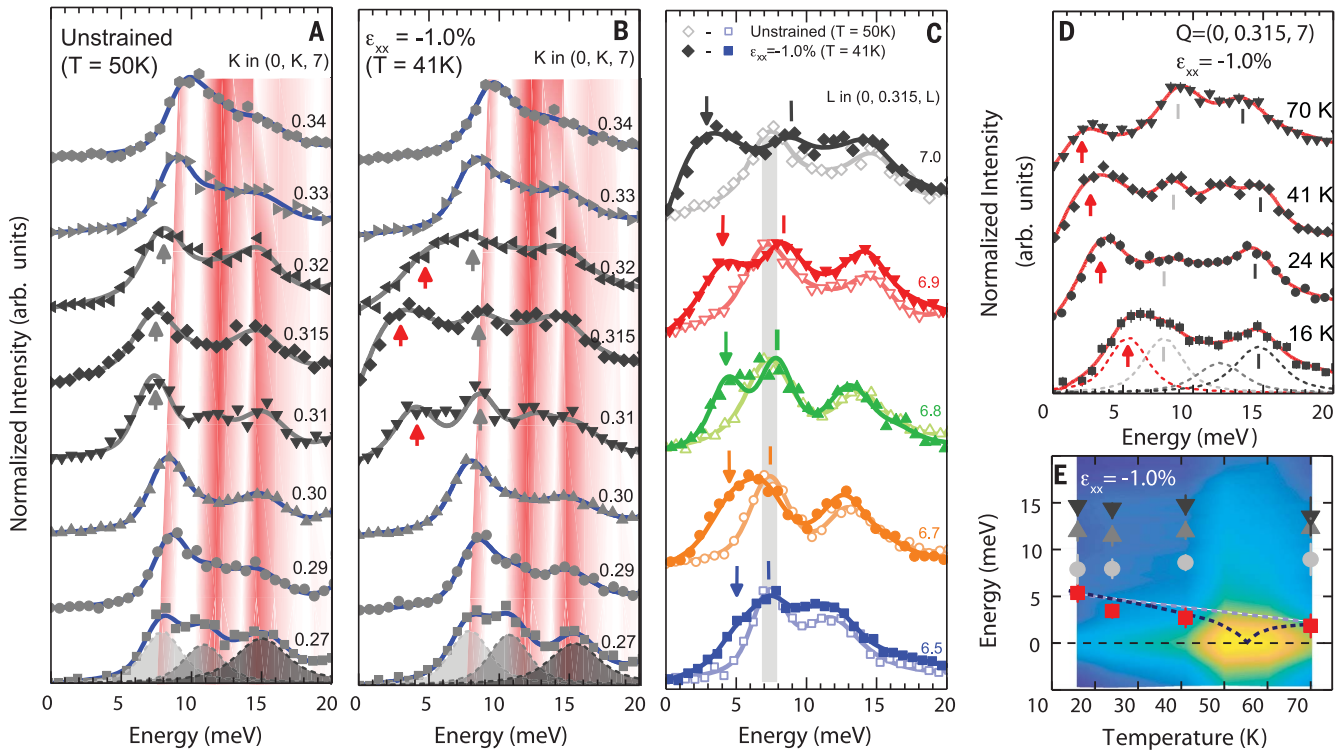 A
Unstrained
(T = 50K)
K in (0, K, 7)
0.34
0.33
0.32
0.315
0.31
0.30
0.29
0.27
Normalized Intensity (arb. units)
0 5 10 15 20
Energy (meV)
B
εxx = -1.0%
(T = 41K)
K in (0, K, 7)
0.34
0.33
0.32
0.315
0.31
0.30
0.29
0.27
0 5 10 15 20
Energy (meV)
C
- Unstrained (T = 50K)
- εxx=-1.0% (T = 41K)
L in (0, 0.315, L)
7.0
6.9
6.8
6.7
6.5
0 5 10 15 20
Energy (meV)
D
Q=(0, 0.315, 7)
εxx= -1.0%
70 K
41 K
24 K
16 K
Normalized Intensity
(arb. units)
0 5 10 15 20
Energy (meV)
E
εxx= -1.0%
15
10
5
0
Energy (meV)
10 20 30 40 50 60 70
Temperature (K)